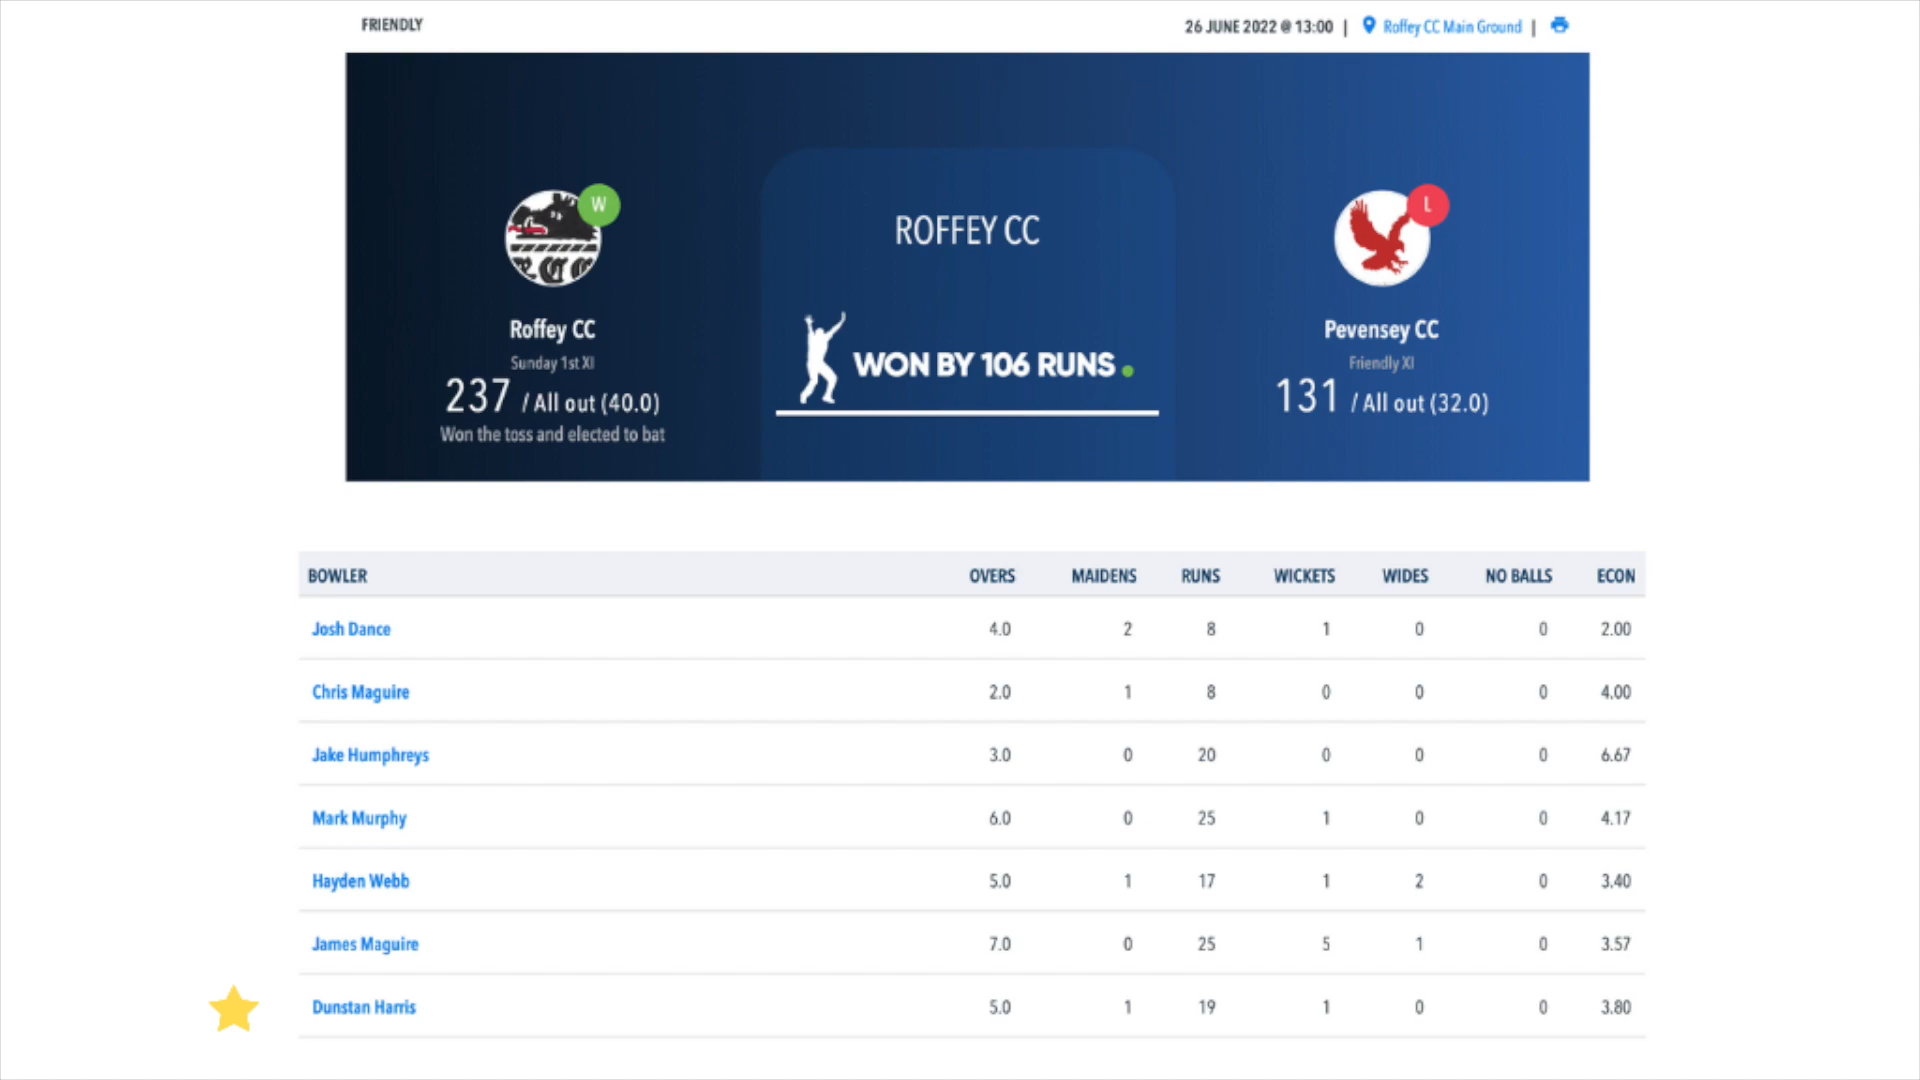 FRIENDLY
26 JUNE 2022 @ 13:00 | Roffey CC Main Ground |
W
L
ROFFEY CC
WON BY 106 RUNS.
Roffey CC
Sunday 1st XI
237 / All out (40.0)
Won the toss and elected to bat
Pevensey CC
Friendly XI
131 / All out (32.0)
BOWLER OVERS MAIDENS RUNS WICKETS WIDES NO BALLS ECON
Josh Dance 4.0 2 8 1 0 0 2.00
Chris Maguire 2.0 1 8 0 0 0 4.00
Jake Humphreys 3.0 0 20 0 0 0 6.67
Mark Murphy 6.0 0 25 1 0 0 4.17
Hayden Webb 5.0 1 17 1 2 0 3.40
James Maguire 7.0 0 25 5 1 0 3.57
Dunstan Harris 5.0 1 19 1 0 0 3.80